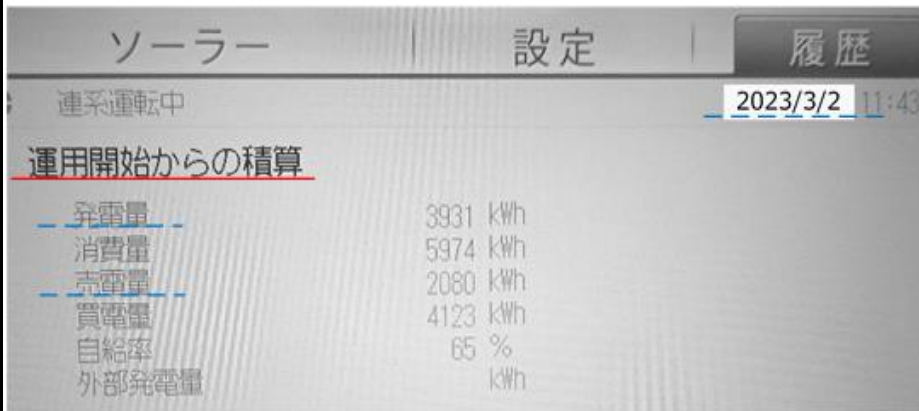 ソーラー 設定 履歴
連系運転中 2023/3/2 11:43
運用開始からの積算
発電量 3931 kWh
消費量 5974 kWh
売電量 2080 kWh
買電量 4123 kWh
自給率 65 %
外部発電量 kWh